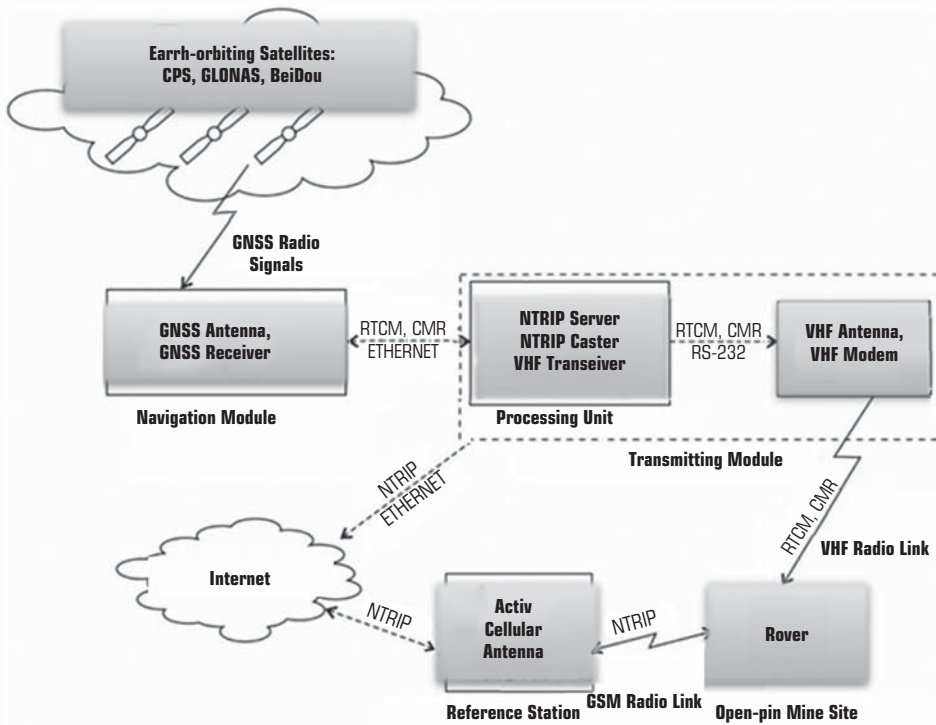 Earrh-orbiting Satellites:
CPS, GLONAS, BeiDou
GNSS Radio
Signals
GNSS Antenna,
GNSS Receiver
Navigation Module
RTCM, CMR
ETHERNET
NTRIP Server
NTRIP Caster
VHF Transeiver
Processing Unit
RTCM, CMR
RS-232
VHF Antenna,
VHF Modem
Transmitting Module
NTRIP
ETHERNET
RTCM, CMR
VHF Radio Link
Internet
NTRIP
Activ
Cellular
Antenna
Reference Station
NTRIP
GSM Radio Link
Rover
Open-pin Mine Site